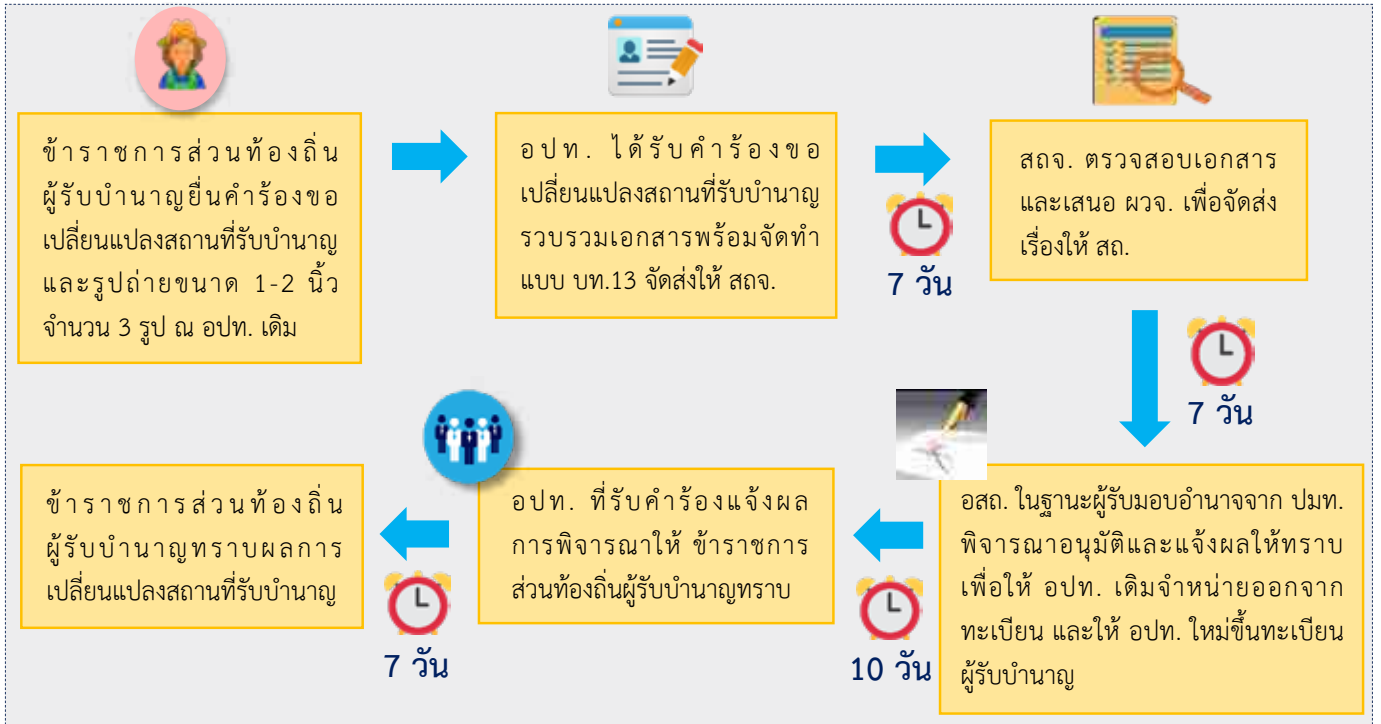 ข้าราชการส่วนท้องถิ่น
ผู้รับบำนาญยื่นคำร้องขอ
เปลี่ยนแปลงสถานที่รับบำนาญ
และรูปถ่ายขนาด 1-2 นิ้ว
จำนวน 3 รูป ณ อปท. เดิม
อปท. ได้รับคำร้องขอ
เปลี่ยนแปลงสถานที่รับบำนาญ
รวบรวมเอกสารพร้อมจัดทำ
แบบ บท.13 จัดส่งให้ สถจ.
7 วัน
สถจ. ตรวจสอบเอกสาร
และเสนอ ผวจ. เพื่อจัดส่ง
เรื่องให้ สถ.
7 วัน
อสถ. ในฐานะผู้รับมอบอำนาจจาก ปมท.
พิจารณาอนุมัติและแจ้งผลให้ทราบ
เพื่อให้ อปท. เดิมจำหน่ายออกจาก
ทะเบียน และให้ อปท. ใหม่ขึ้นทะเบียน
ผู้รับบำนาญ
10 วัน
อปท. ที่รับคำร้องแจ้งผล
การพิจารณาให้ ข้าราชการ
ส่วนท้องถิ่นผู้รับบำนาญทราบ
7 วัน
ข้าราชการส่วนท้องถิ่น
ผู้รับบำนาญทราบผลการ
เปลี่ยนแปลงสถานที่รับบำนาญ